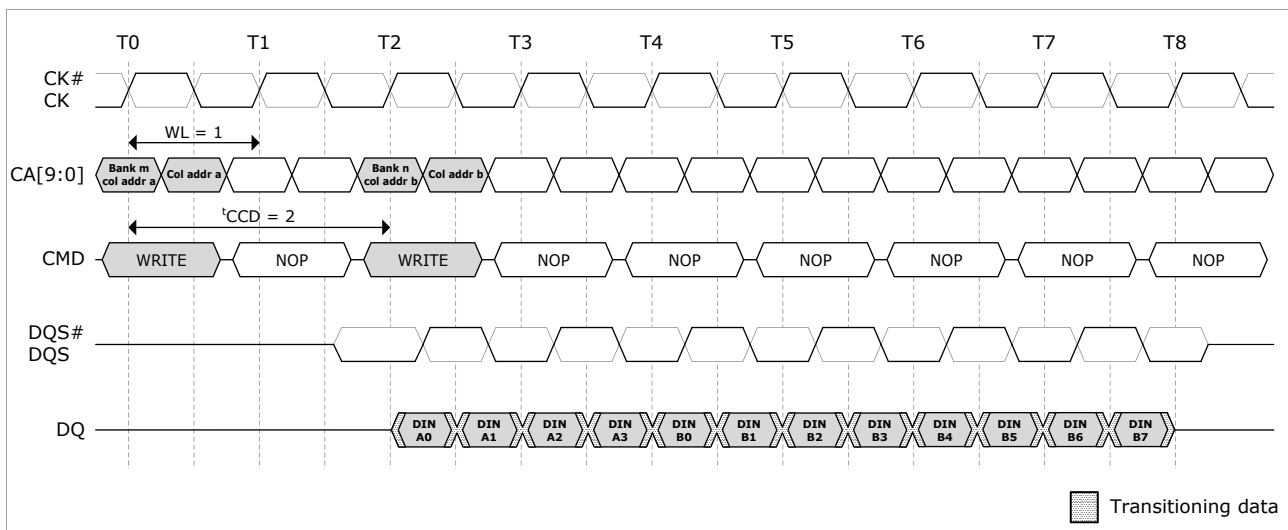 T0 T1 T2 T3 T4 T5 T6 T7 T8
CK#
CK
WL = 1
CA[9:0]
Bank m
col addr a
Col addr a
Bank n
col addr b
Col addr b
tCCD = 2
CMD
WRITE NOP WRITE NOP NOP NOP NOP NOP NOP
DQS#
DQS
DQ
DIN
A0
DIN
A1
DIN
A2
DIN
A3
DIN
B0
DIN
B1
DIN
B2
DIN
B3
DIN
B4
DIN
B5
DIN
B6
DIN
B7
Transitioning data